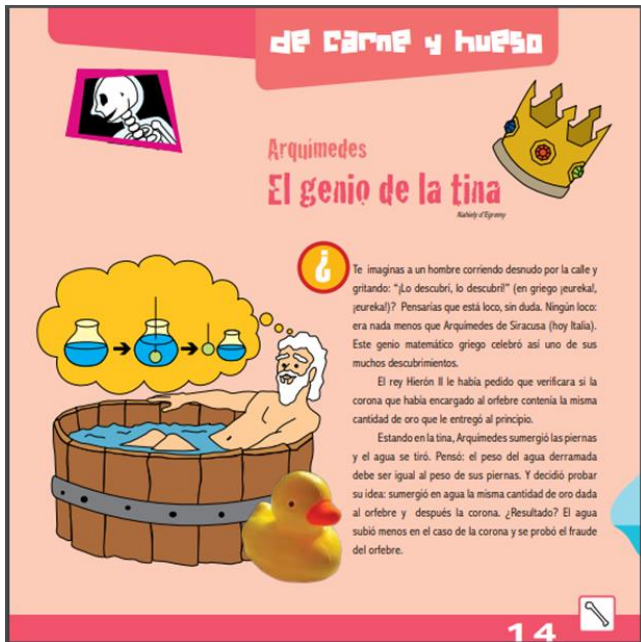 de carne y hueso
Arquímedes
El genio de la tina
Nahiely d'Egremy
¿
Te imaginas a un hombre corriendo desnudo por la calle y
gritando: "¡Lo descubrí, lo descubrí!" (en griego ¡eureka!,
¡eureka!)? Pensarías que está loco, sin duda. Ningún loco:
era nada menos que Arquímedes de Siracusa (hoy Italia).
Este genio matemático griego celebró así uno de sus
muchos descubrimientos.
El rey Hierón II le había pedido que verificara si la
corona que había encargado al orfebre contenía la misma
cantidad de oro que le entregó al principio.
Estando en la tina, Arquímedes sumergió las piernas
y el agua se tiró. Pensó: el peso del agua derramada
debe ser igual al peso de sus piernas. Y decidió probar
su idea: sumergió en agua la misma cantidad de oro dada
al orfebre y después la corona. ¿Resultado? El agua
subió menos en el caso de la corona y se probó el fraude
del orfebre.
14